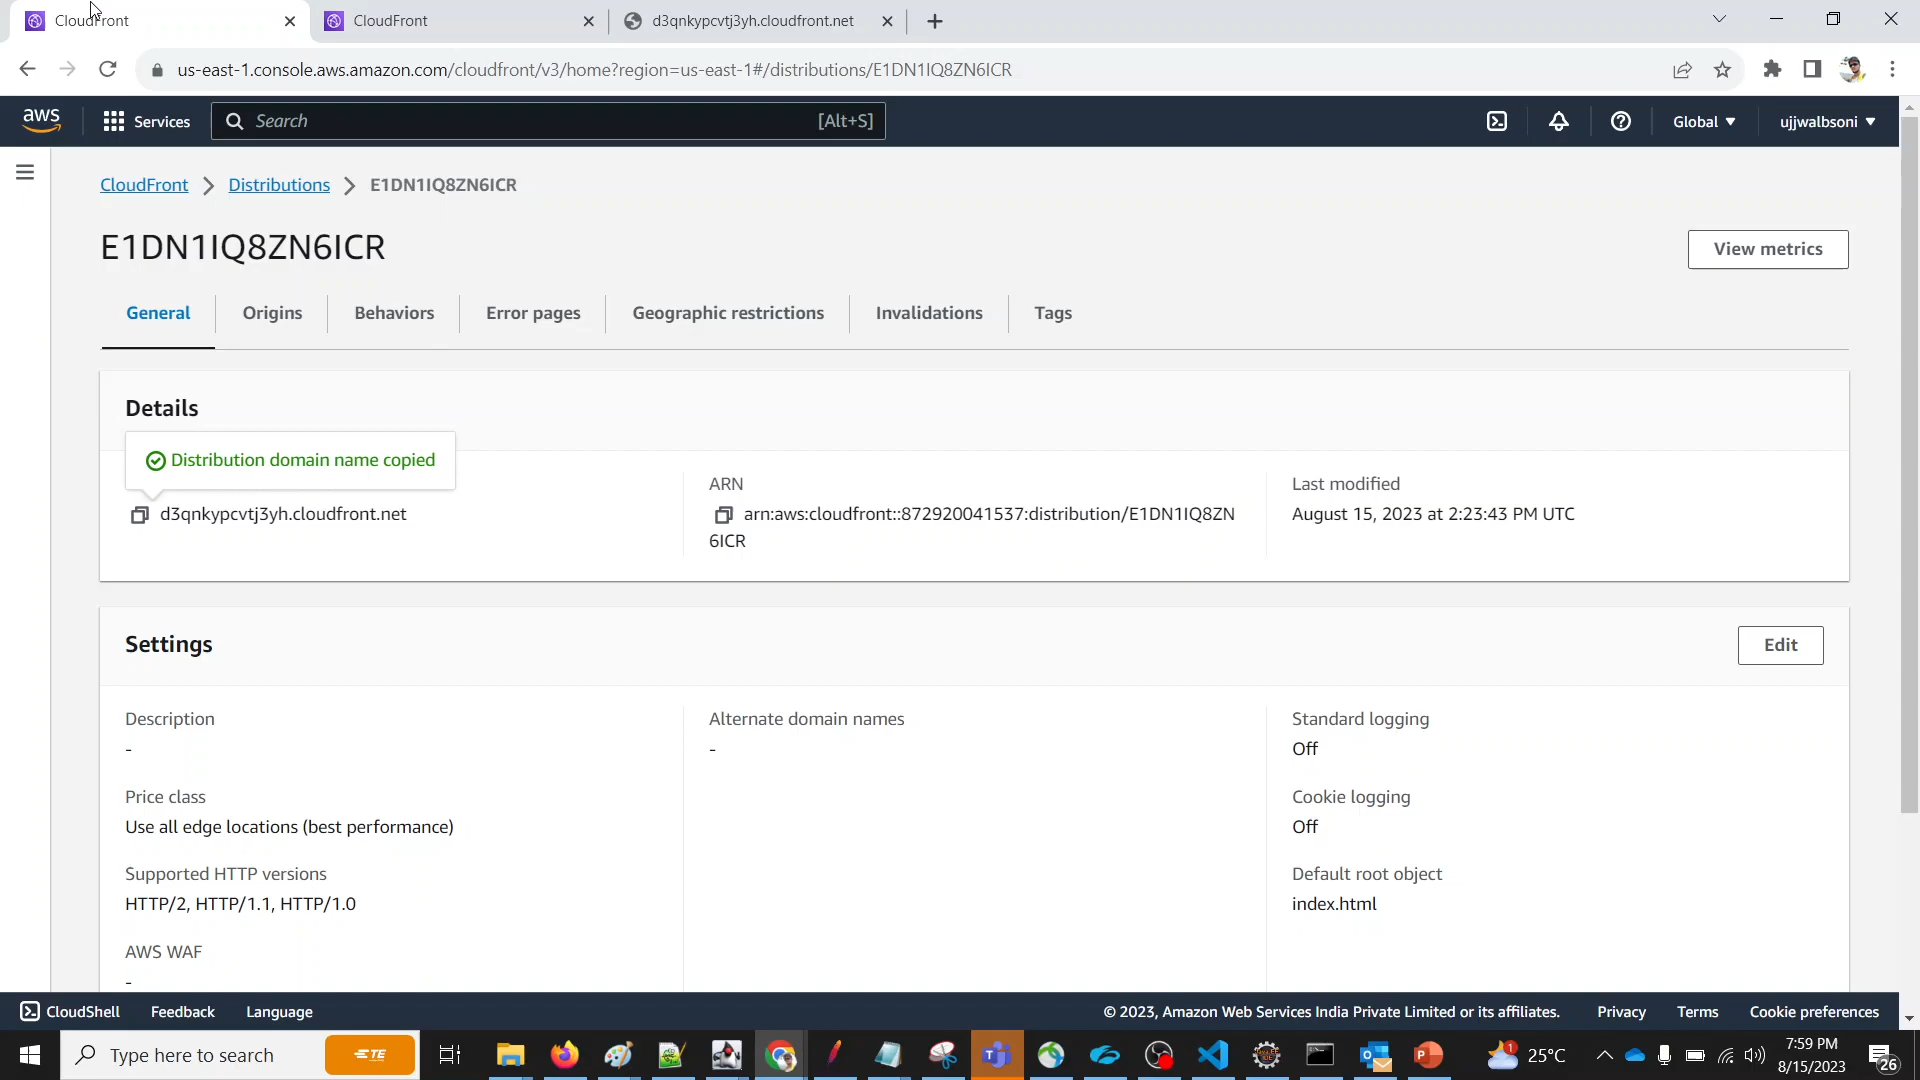 CloudFront
CloudFront
d3qnkypcvtj3yh.cloudfront.net
us-east-1.console.aws.amazon.com/cloudfront/v3/home?region=us-east-1#/distributions/E1DN1IQ8ZN6ICR
aws
Services
Search
[Alt+S]
Global
ujjwalbsoni
CloudFront
Distributions
E1DN1IQ8ZN6ICR
E1DN1IQ8ZN6ICR
View metrics
General
Origins
Behaviors
Error pages
Geographic restrictions
Invalidations
Tags
Details
Distribution domain name copied
d3qnkypcvtj3yh.cloudfront.net
ARN
arn:aws:cloudfront::872920041537:distribution/E1DN1IQ8ZN
6ICR
Last modified
August 15, 2023 at 2:23:43 PM UTC
Settings
Edit
Description
-
Price class
Use all edge locations (best performance)
Supported HTTP versions
HTTP/2, HTTP/1.1, HTTP/1.0
AWS WAF
-
Alternate domain names
-
Standard logging
Off
Cookie logging
Off
Default root object
index.html
CloudShell
Feedback
Language
© 2023, Amazon Web Services India Private Limited or its affiliates.
Privacy
Terms
Cookie preferences
Type here to search
25°C
7:59 PM
8/15/2023
26